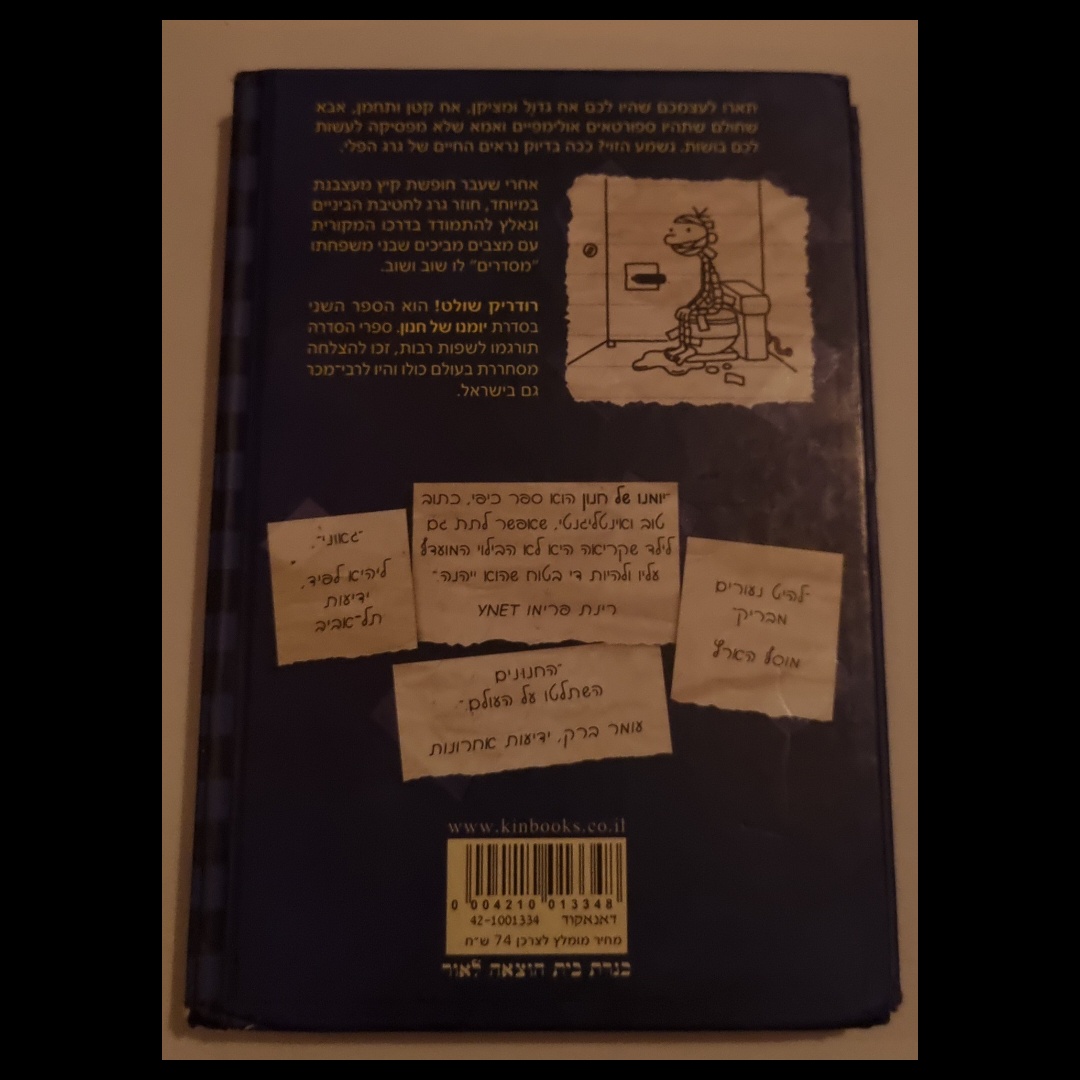 תארו לעצמכם שהיו לכם אח גדול ומציקן, אח קטן ותחמן, אבא
שחולם שתהיו ספורטאים אולימפיים ואמא שלא מפסיקה לעשות
לכם בושות. נשמע הזוי? ככה בדיוק נראים החיים של גרג הפלי.
אחרי שעבר חופשת קיץ מעצבנת
במיוחד, חוזר גרג לחטיבת הביניים
ונאלץ להתמודד בדרכו המקורית
עם מצבים מביכים שבני משפחתו
"מסדרים" לו שוב ושוב.
רודריק שולט! הוא הספר השני
בסדרת יומנו של חנון. ספרי הסדרה
תורגמו לשפות רבות, זכו להצלחה
מסחררת בעולם כולו והיו לרבי־מכר
גם בישראל.
"יומנו של חנון הוא ספר כיפי, כתוב
טוב ואינטליגנטי, שאפשר לתת גם
לילד שקריאה היא לא הבילוי המועדף
עליו ולהיות די בטוח שהוא ייהנה."
רינת פרימו YNET
"גאוני".
ליהיא לפיד,
ידיעות
תל־אביב
"להיט נעורים
מבריק"
מוסף הארץ
"החנונים
השתלטו על העולם."
עומר ברק, ידיעות אחרונות
www.kinbooks.co.il
0 004210 013348
דאנאקוד 42-1001334
מחיר מומלץ לצרכן 74 ש"ח
כנרת בית הוצאה לאור